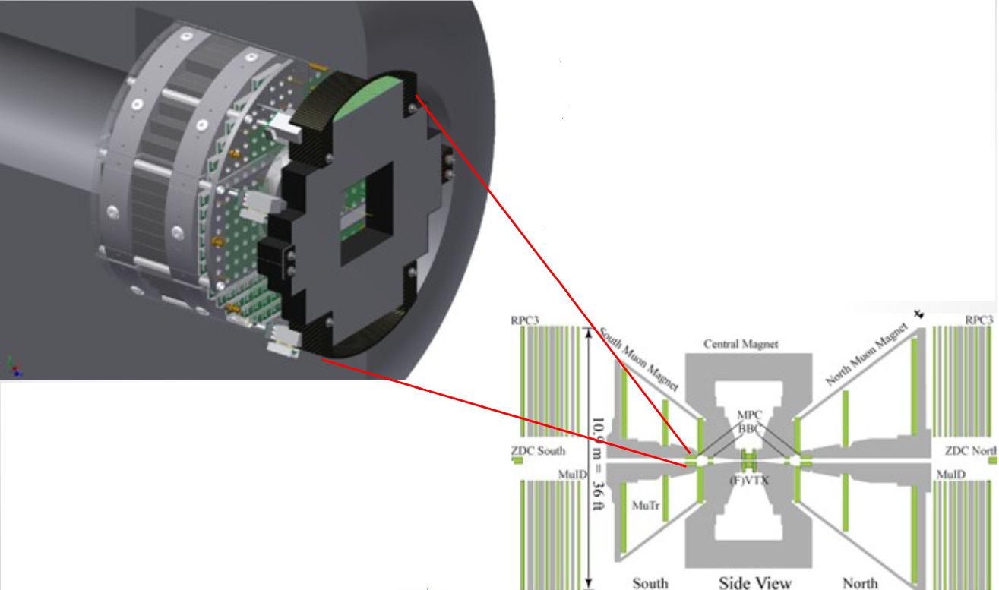 RPC3
RPC3
South Muon Magnet
Central Magnet
North Muon Magnet
MPC
BBC
10.9 m = 36 ft
ZDC South
ZDC North
MuID
MuID
(F)VTX
MuTr
South
Side View
North